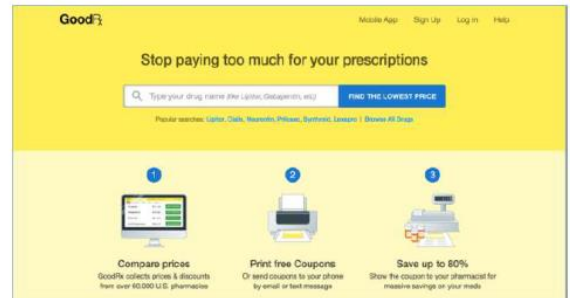 GoodRx
Mobile App Sign Up Log In Help
Stop paying too much for your prescriptions
Type your drug name (like Lipitor, Gabapentin, etc) FIND THE LOWEST PRICE
Popular searches: Lipitor, Cialis, Neurontin, Prilosec, Synthroid, Lexapro | Browse All Drugs
1 2 3
Compare prices
GoodRx collects prices & discounts
from over 60,000 U.S. pharmacies
Print free Coupons
Or send coupons to your phone
by email or text message
Save up to 80%
Show the coupon to your pharmacist for
massive savings on your meds